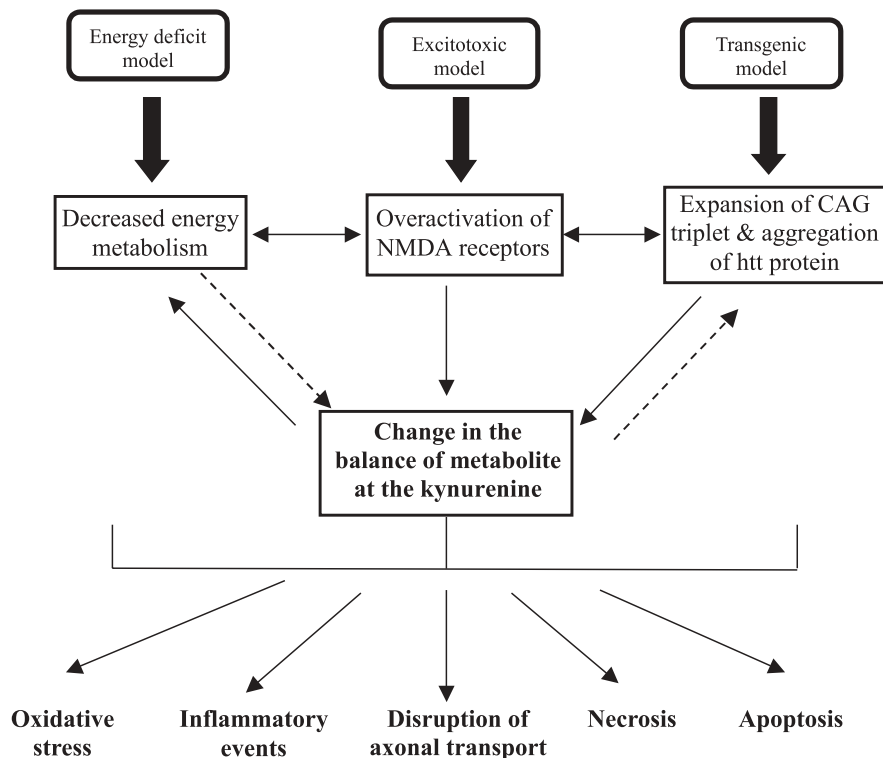 Energy deficit
model
Excitotoxic
model
Transgenic
model
Decreased energy
metabolism
Overactivation of
NMDA receptors
Expansion of CAG
triplet & aggregation
of htt protein
Change in the
balance of metabolite
at the kynurenine
Oxidative
stress
Inflammatory
events
Disruption of
axonal transport
Necrosis
Apoptosis